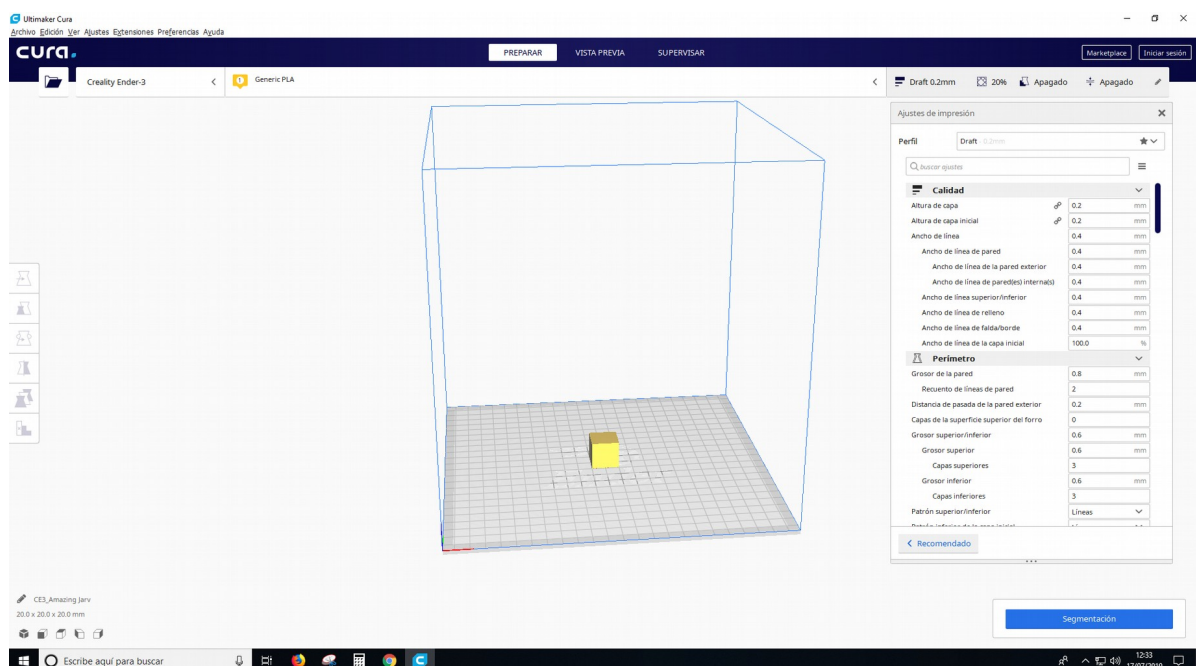 Ultimaker Cura
Archivo Edición Ver Ajustes Extensiones Preferencias Ayuda
cura.
PREPARAR VISTA PREVIA SUPERVISAR
Marketplace Iniciar sesión
Creality Ender-3 Generic PLA Draft 0.2mm 20% Apagado Apagado
Ajustes de impresión
Perfil Draft - 0.2mm
buscar ajustes
Calidad
Altura de capa 0.2 mm
Altura de capa inicial 0.2 mm
Ancho de línea 0.4 mm
Ancho de línea de pared 0.4 mm
Ancho de línea de la pared exterior 0.4 mm
Ancho de línea de pared(es) interna(s) 0.4 mm
Ancho de línea superior/inferior 0.4 mm
Ancho de línea de relleno 0.4 mm
Ancho de línea de falda/borde 0.4 mm
Ancho de línea de la capa inicial 100.0 %
Perímetro
Grosor de la pared 0.8 mm
Recuento de líneas de pared 2
Distancia de pasada de la pared exterior 0.2 mm
Capas de la superficie superior del forro 0
Grosor superior/inferior 0.6 mm
Grosor superior 0.6 mm
Capas superiores 3
Grosor inferior 0.6 mm
Capas inferiores 3
Patrón superior/inferior Líneas
Recomendado
CE3_Amazing Jarv
20.0 x 20.0 x 20.0 mm
Segmentación
Escribe aquí para buscar
12:33
17/07/2019